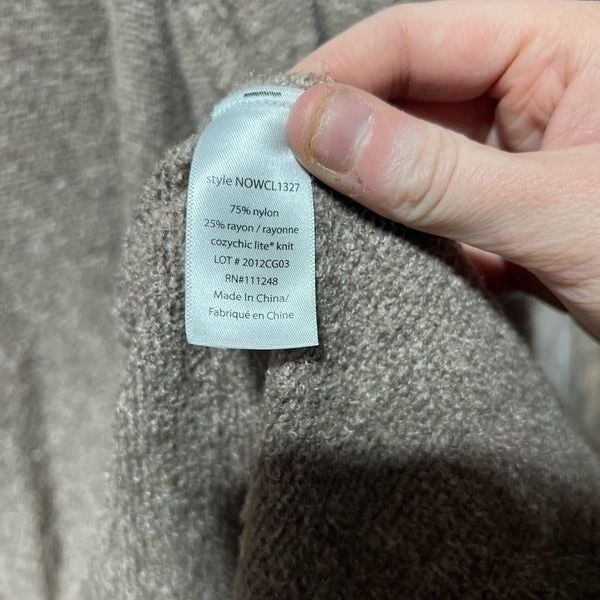 style NOWCL1327
75% nylon
25% rayon / rayonne
cozychic lite® knit
LOT # 2012CG03
RN#111248
Made In China/
Fabriqué en Chine